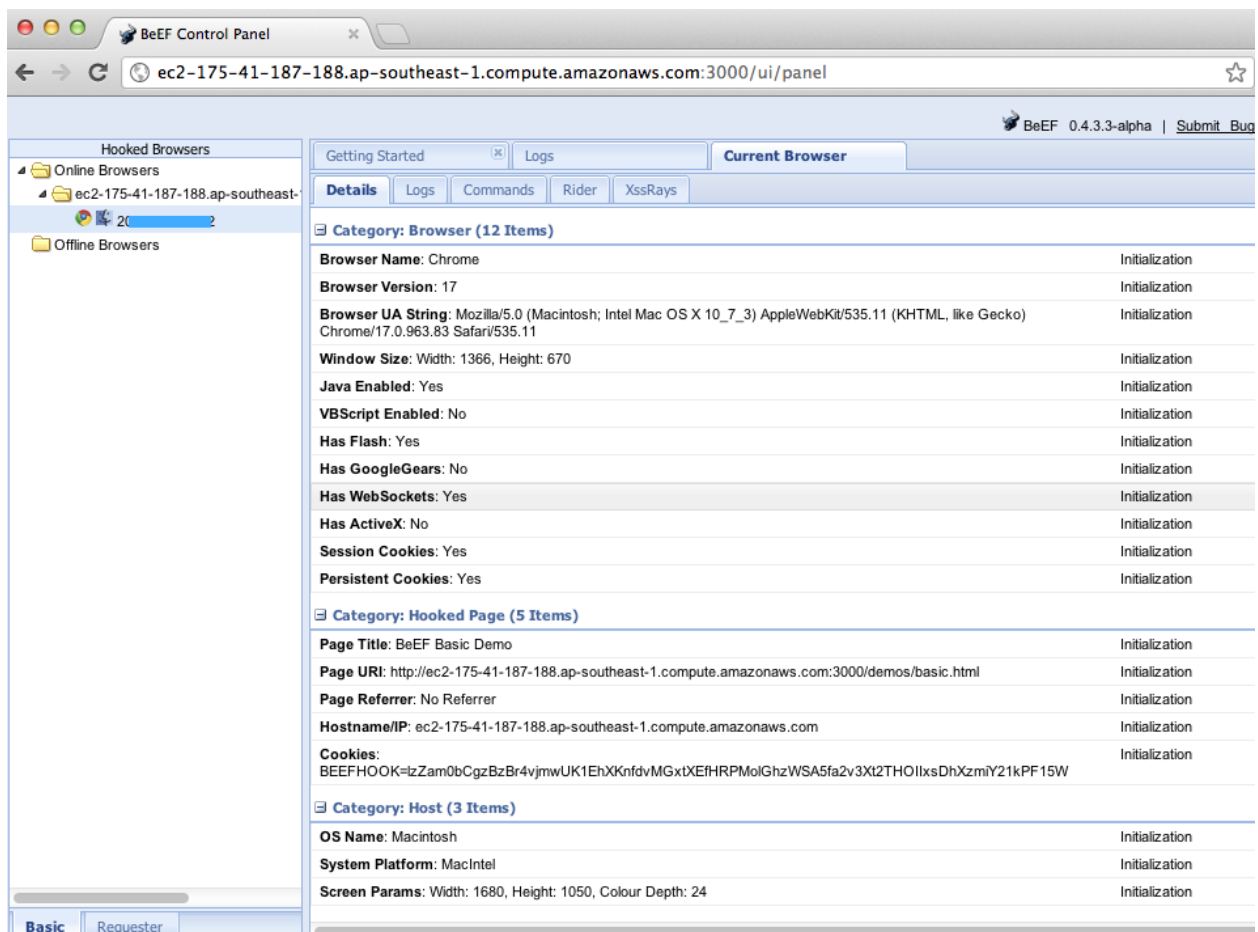 BeEF Control Panel
ec2-175-41-187-188.ap-southeast-1.compute.amazonaws.com:3000/ui/panel
BeEF 0.4.3.3-alpha | Submit Bug
Hooked Browsers
Online Browsers
ec2-175-41-187-188.ap-southeast-
Offline Browsers
Getting Started
Logs
Current Browser
Details
Logs
Commands
Rider
XssRays
Category: Browser (12 Items)
Browser Name: Chrome Initialization
Browser Version: 17 Initialization
Browser UA String: Mozilla/5.0 (Macintosh; Intel Mac OS X 10_7_3) AppleWebKit/535.11 (KHTML, like Gecko) Initialization
Chrome/17.0.963.83 Safari/535.11
Window Size: Width: 1366, Height: 670 Initialization
Java Enabled: Yes Initialization
VBScript Enabled: No Initialization
Has Flash: Yes Initialization
Has GoogleGears: No Initialization
Has WebSockets: Yes Initialization
Has ActiveX: No Initialization
Session Cookies: Yes Initialization
Persistent Cookies: Yes Initialization
Category: Hooked Page (5 Items)
Page Title: BeEF Basic Demo Initialization
Page URI: http://ec2-175-41-187-188.ap-southeast-1.compute.amazonaws.com:3000/demos/basic.html Initialization
Page Referrer: No Referrer Initialization
Hostname/IP: ec2-175-41-187-188.ap-southeast-1.compute.amazonaws.com Initialization
Cookies: Initialization
Category: Host (3 Items)
OS Name: Macintosh Initialization
System Platform: MacIntel Initialization
Screen Params: Width: 1680, Height: 1050, Colour Depth: 24 Initialization
Basic
Requester